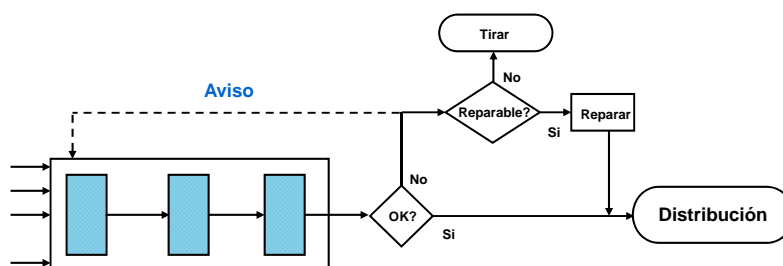 Tirar
No
Aviso
Reparable?
Si
Reparar
No
OK?
Si
Distribución